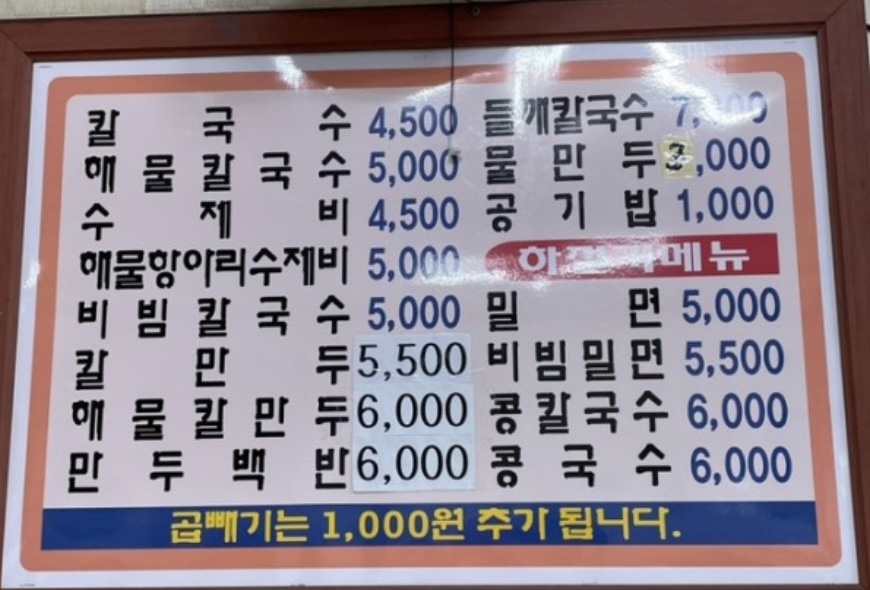 칼국수 4,500
해물칼국수 5,000
수제비 4,500
해물항아리수제비 5,000
비빔칼국수 5,000
칼만두 5,500
해물칼만두 6,000
만두백반 6,000
들깨칼국수
물만두 3,000
공기밥 1,000
밀면 5,000
비빔밀면 5,500
콩칼국수 6,000
콩국수 6,000
곱빼기는 1,000원 추가 됩니다.